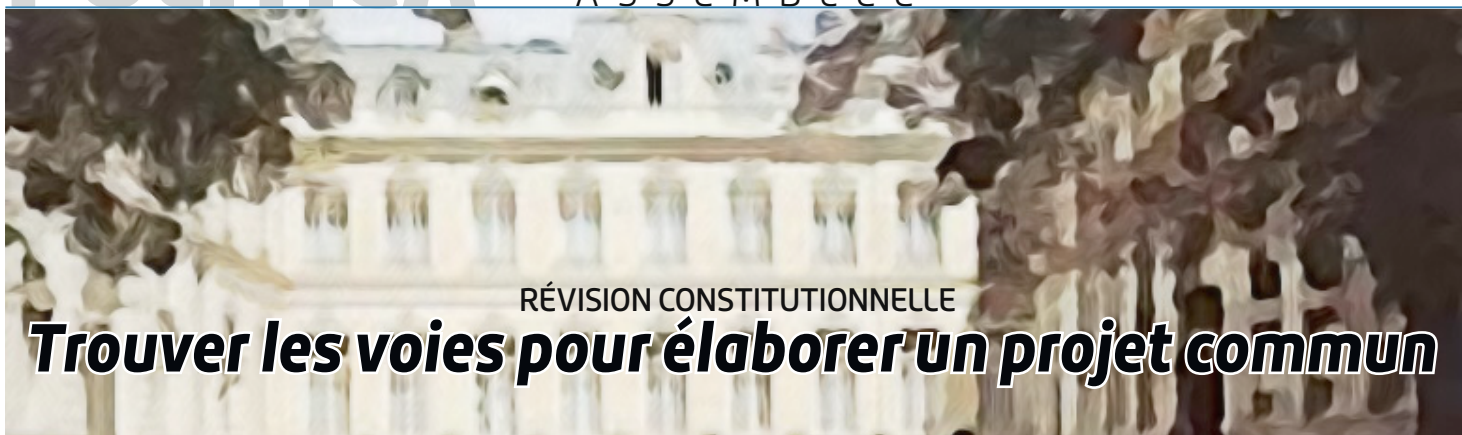 RÉVISION CONSTITUTIONNELLE
Trouver les voies pour élaborer un projet commun